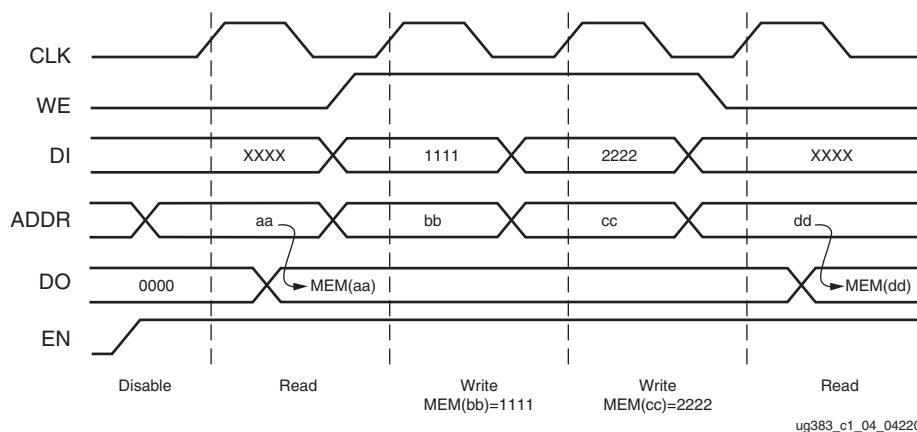 CLK
WE
DI XXXX 1111 2222 XXXX
ADDR aa bb cc dd
DO 0000 MEM(aa) MEM(dd)
EN
Disable Read Write Write Read
MEM(bb)=1111 MEM(cc)=2222
ug383_c1_04_04220